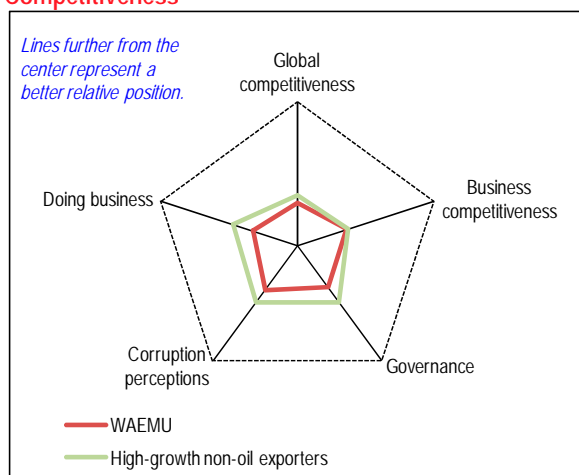 Competitiveness
Lines further from the
center represent a
better relative position.
Global
competitiveness
Doing business
Business
competitiveness
Corruption
perceptions
Governance
WAEMU
High-growth non-oil exporters